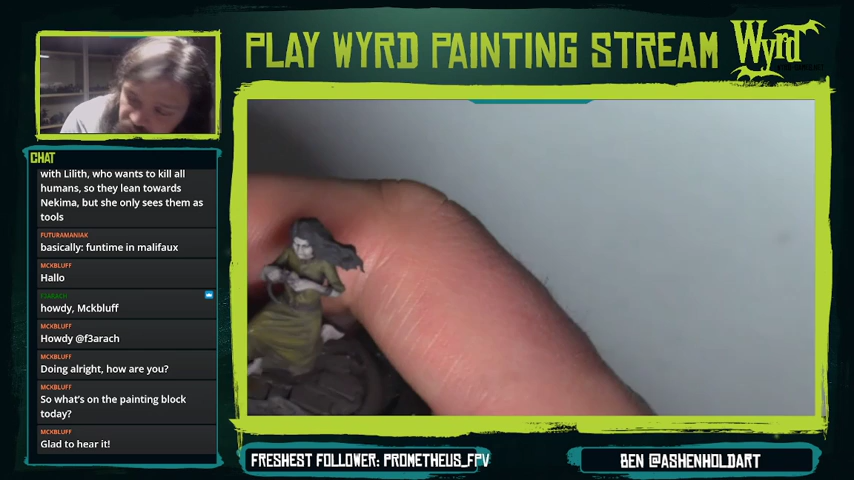 PLAY WYRD PAINTING STREAM
Wyrd
CHAT
with Lilith, who wants to kill all
humans, so they lean towards
Nekima, but she only sees them as
tools
FUTURAMANIAK
basically: funtime in malifaux
MCKBLUFF
Hallo
F3ARACH
howdy, Mckbluff
MCKBLUFF
Howdy @f3arach
MCKBLUFF
Doing alright, how are you?
MCKBLUFF
So what's on the painting block
today?
MCKBLUFF
Glad to hear it!
FRESHEST FOLLOWER: PROMETHEUS_FPV
BEN @ASHENHOLDART